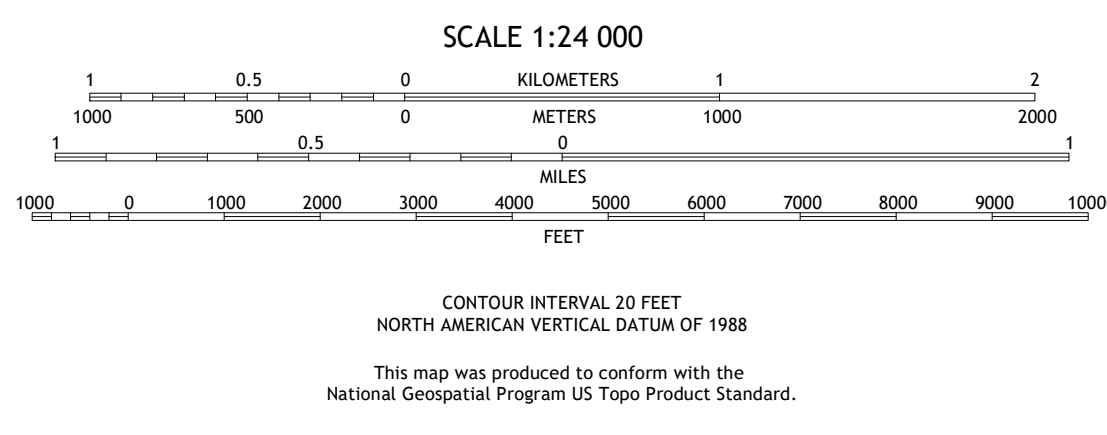 SCALE 1:24 000
1 0.5 0 KILOMETERS 1 2
1000 500 0 METERS 1000 2000
1 0.5 0 1
MILES
1000 0 1000 2000 3000 4000 5000 6000 7000 8000 9000 1000
FEET
CONTOUR INTERVAL 20 FEET
NORTH AMERICAN VERTICAL DATUM OF 1988
This map was produced to conform with the
National Geospatial Program US Topo Product Standard.